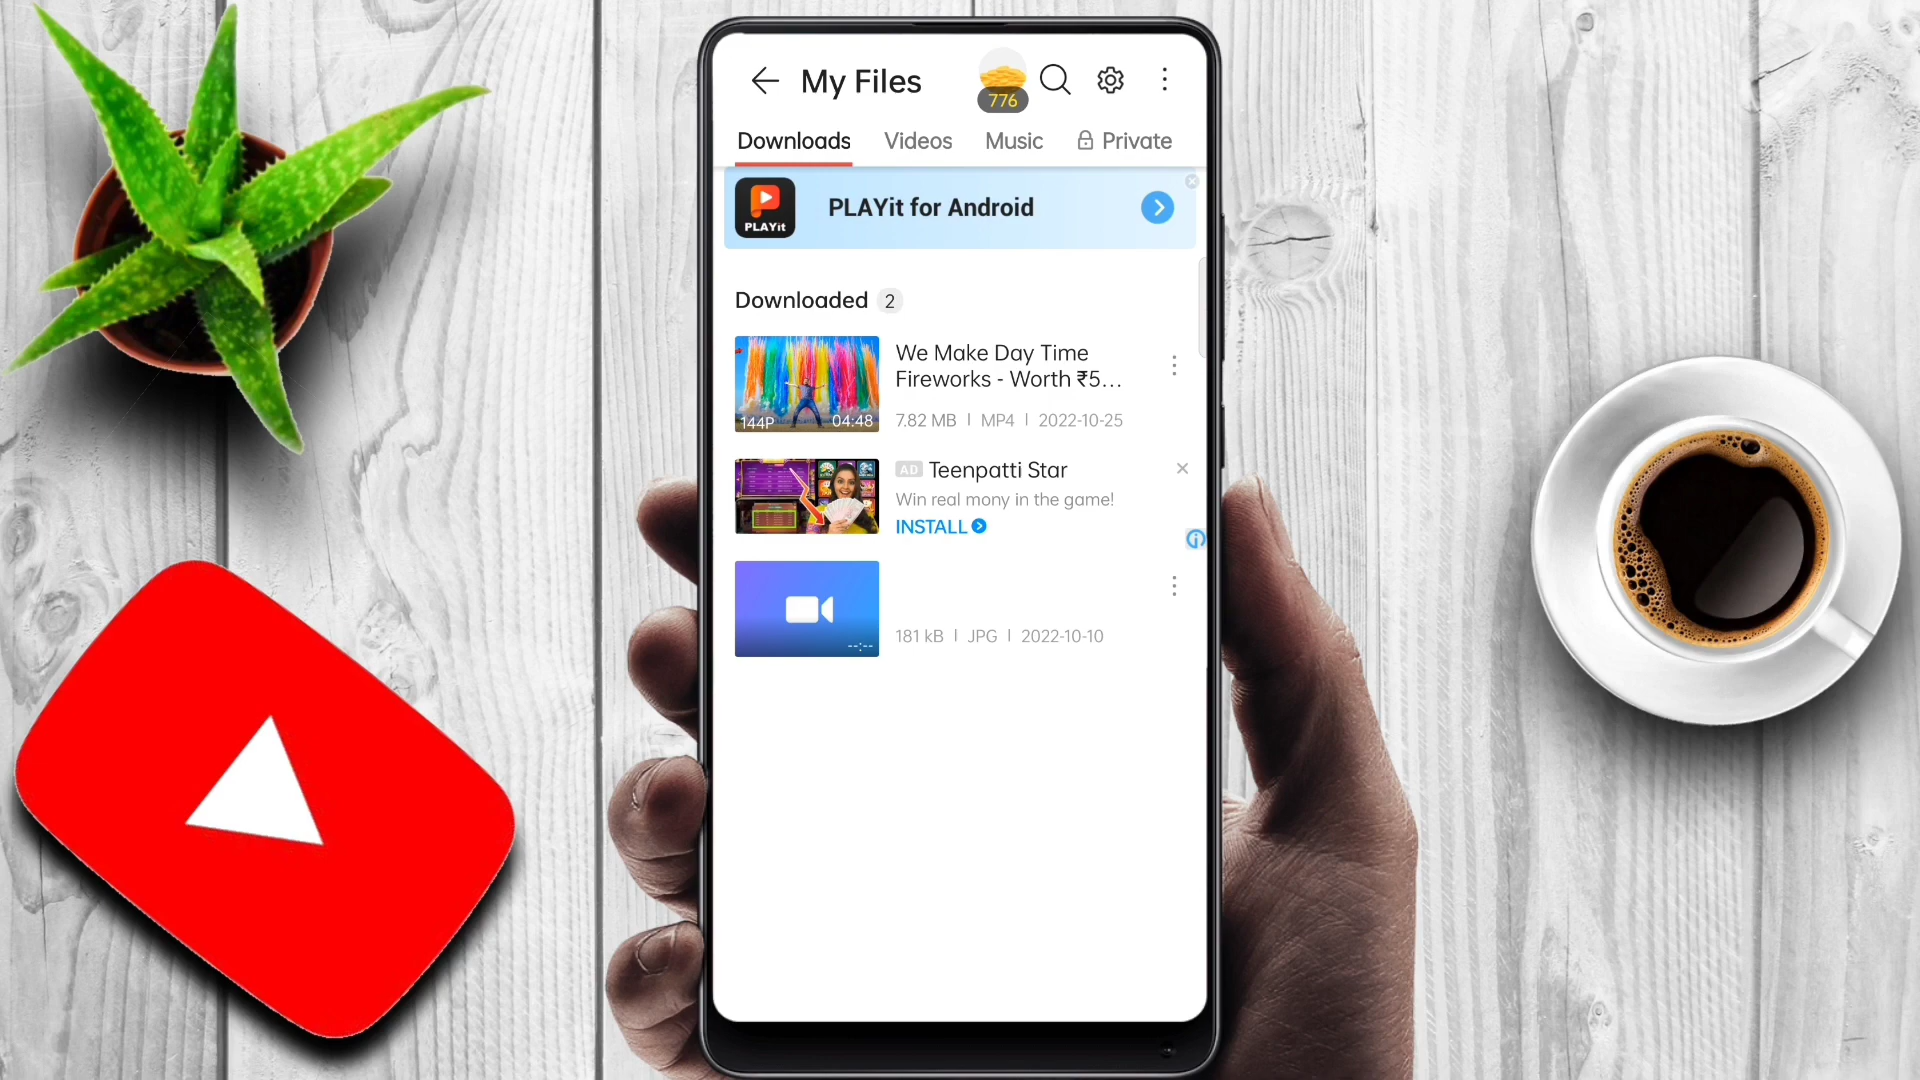 My Files
776
Downloads Videos Music Private
PLAYit
PLAYit for Android
Downloaded 2
We Make Day Time
Fireworks - Worth ₹5...
144P 04:48
7.82 MB | MP4 | 2022-10-25
AD Teenpatti Star
Win real mony in the game!
INSTALL
--:--
181 kB | JPG | 2022-10-10